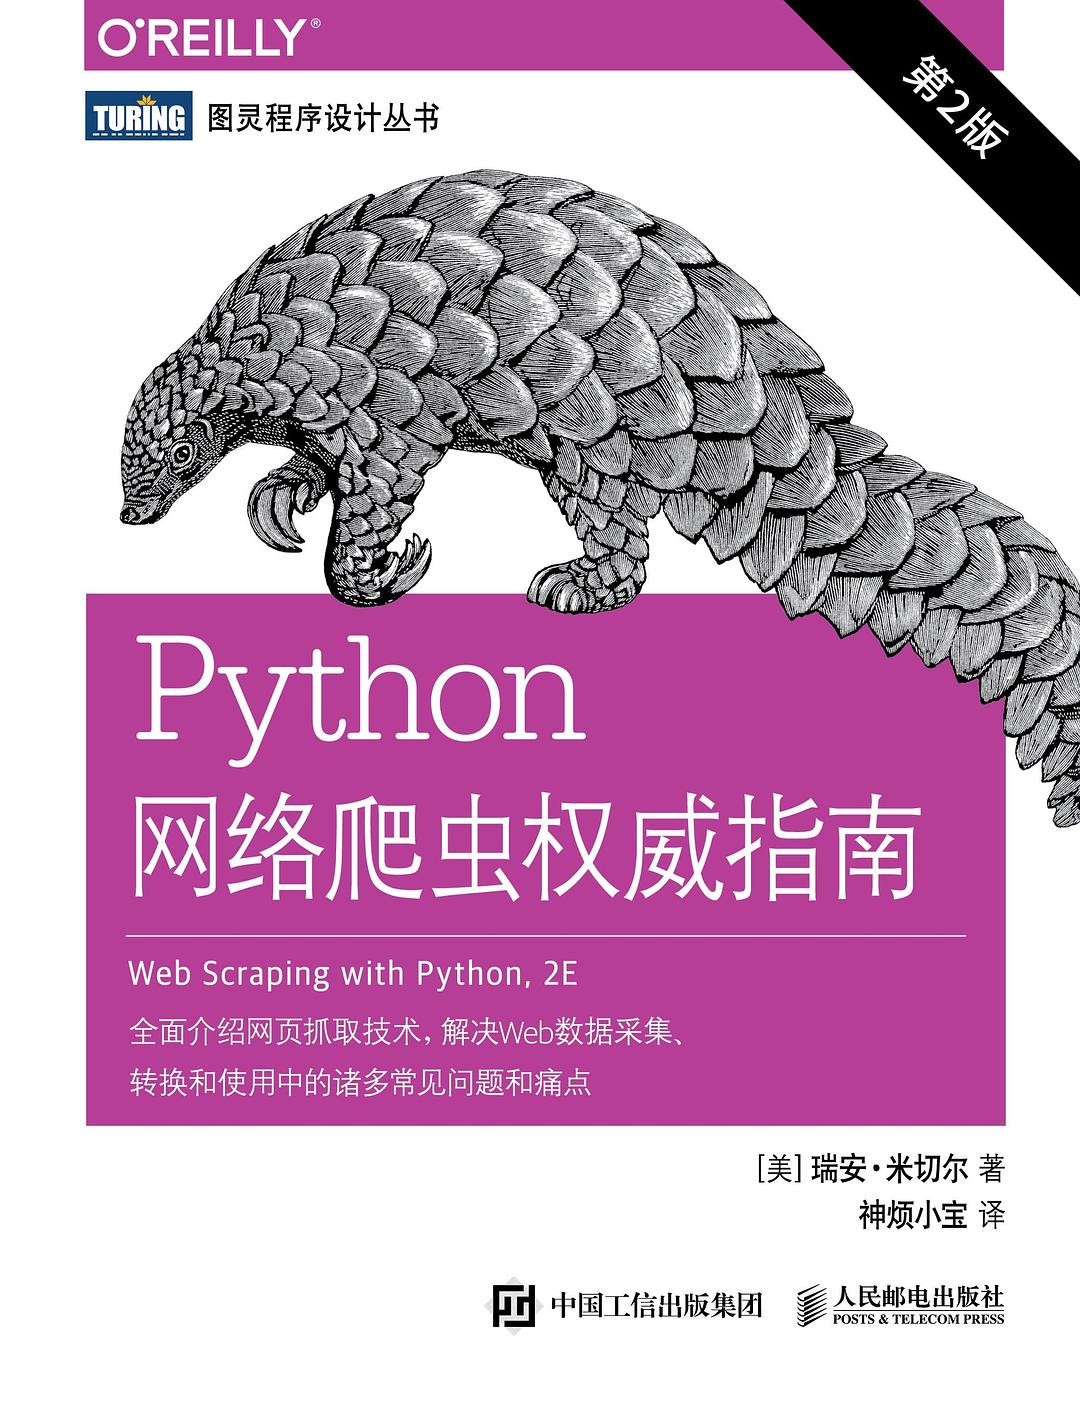 O'REILLY®
第2版
TURING 图灵程序设计丛书
Python
网络爬虫权威指南
Web Scraping with Python, 2E
全面介绍网页抓取技术，解决Web数据采集、
转换和使用中的诸多常见问题和痛点
[美] 瑞安·米切尔 著
神烦小宝 译
中国工信出版集团
人民邮电出版社
POSTS & TELECOM PRESS